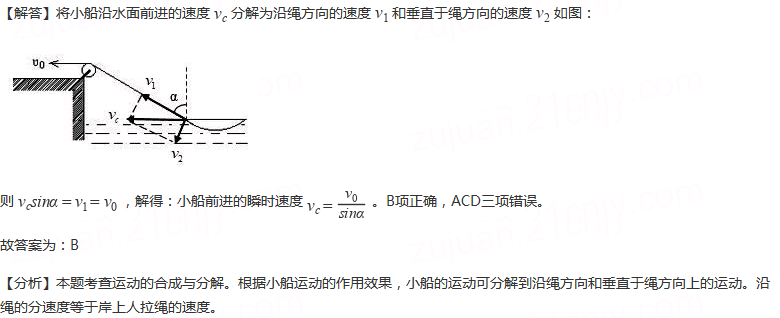 【解答】将小船沿水面前进的速度 v_c 分解为沿绳方向的速度 v_1 和垂直于绳方向的速度 v_2 如图：
v_0
v_1
α
v_c
v_2
则 v_c sinα = v_1 = v_0 ，解得：小船前进的瞬时速度 v_c = v_0 / sinα 。B项正确，ACD三项错误。
故答案为：B
【分析】本题考查运动的合成与分解。根据小船运动的作用效果，小船的运动可分解到沿绳方向和垂直于绳方向上的运动。沿
绳的分速度等于岸上人拉绳的速度。